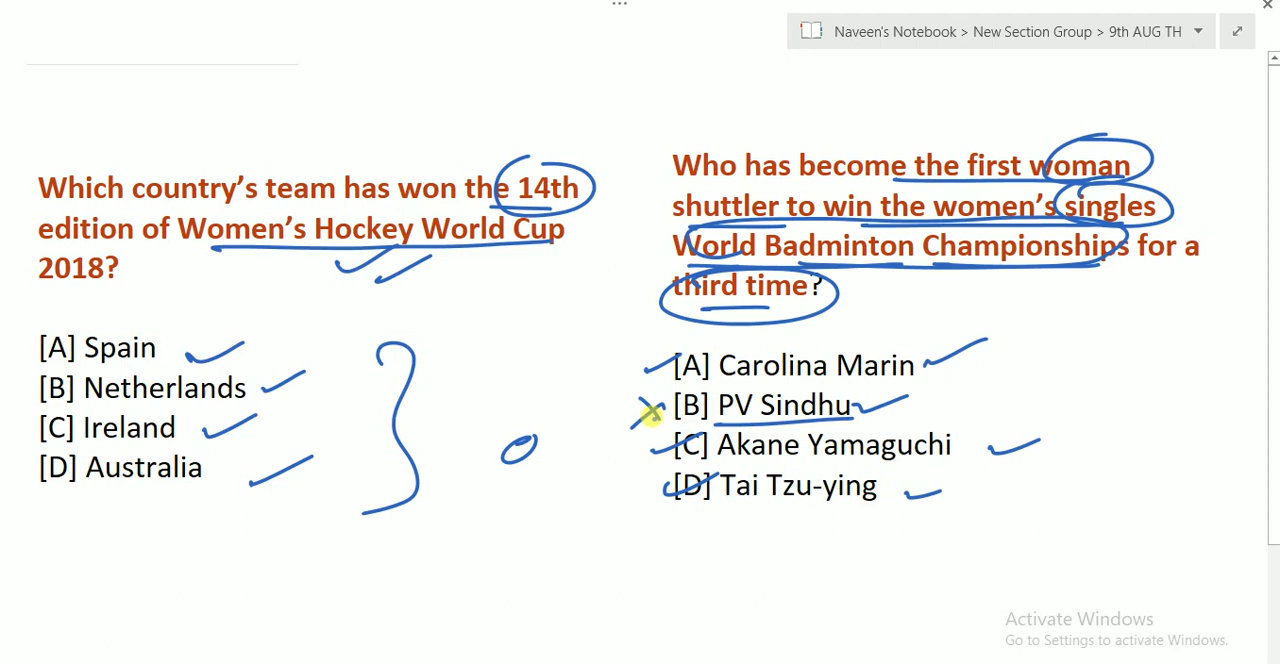 Naveen's Notebook > New Section Group > 9th AUG TH
Which country's team has won the 14th
edition of Women's Hockey World Cup
2018?
[A] Spain
[B] Netherlands
[C] Ireland
[D] Australia
Who has become the first woman
shuttler to win the women's singles
World Badminton Championships for a
third time?
[A] Carolina Marin
[B] PV Sindhu
[C] Akane Yamaguchi
[D] Tai Tzu-ying
Activate Windows
Go to Settings to activate Windows.